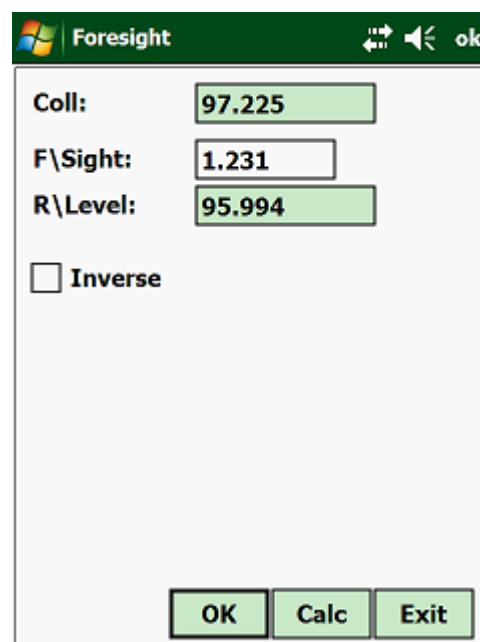 Foresight ok
Coll: 97.225
F\Sight: 1.231
R\Level: 95.994
Inverse
OK Calc Exit